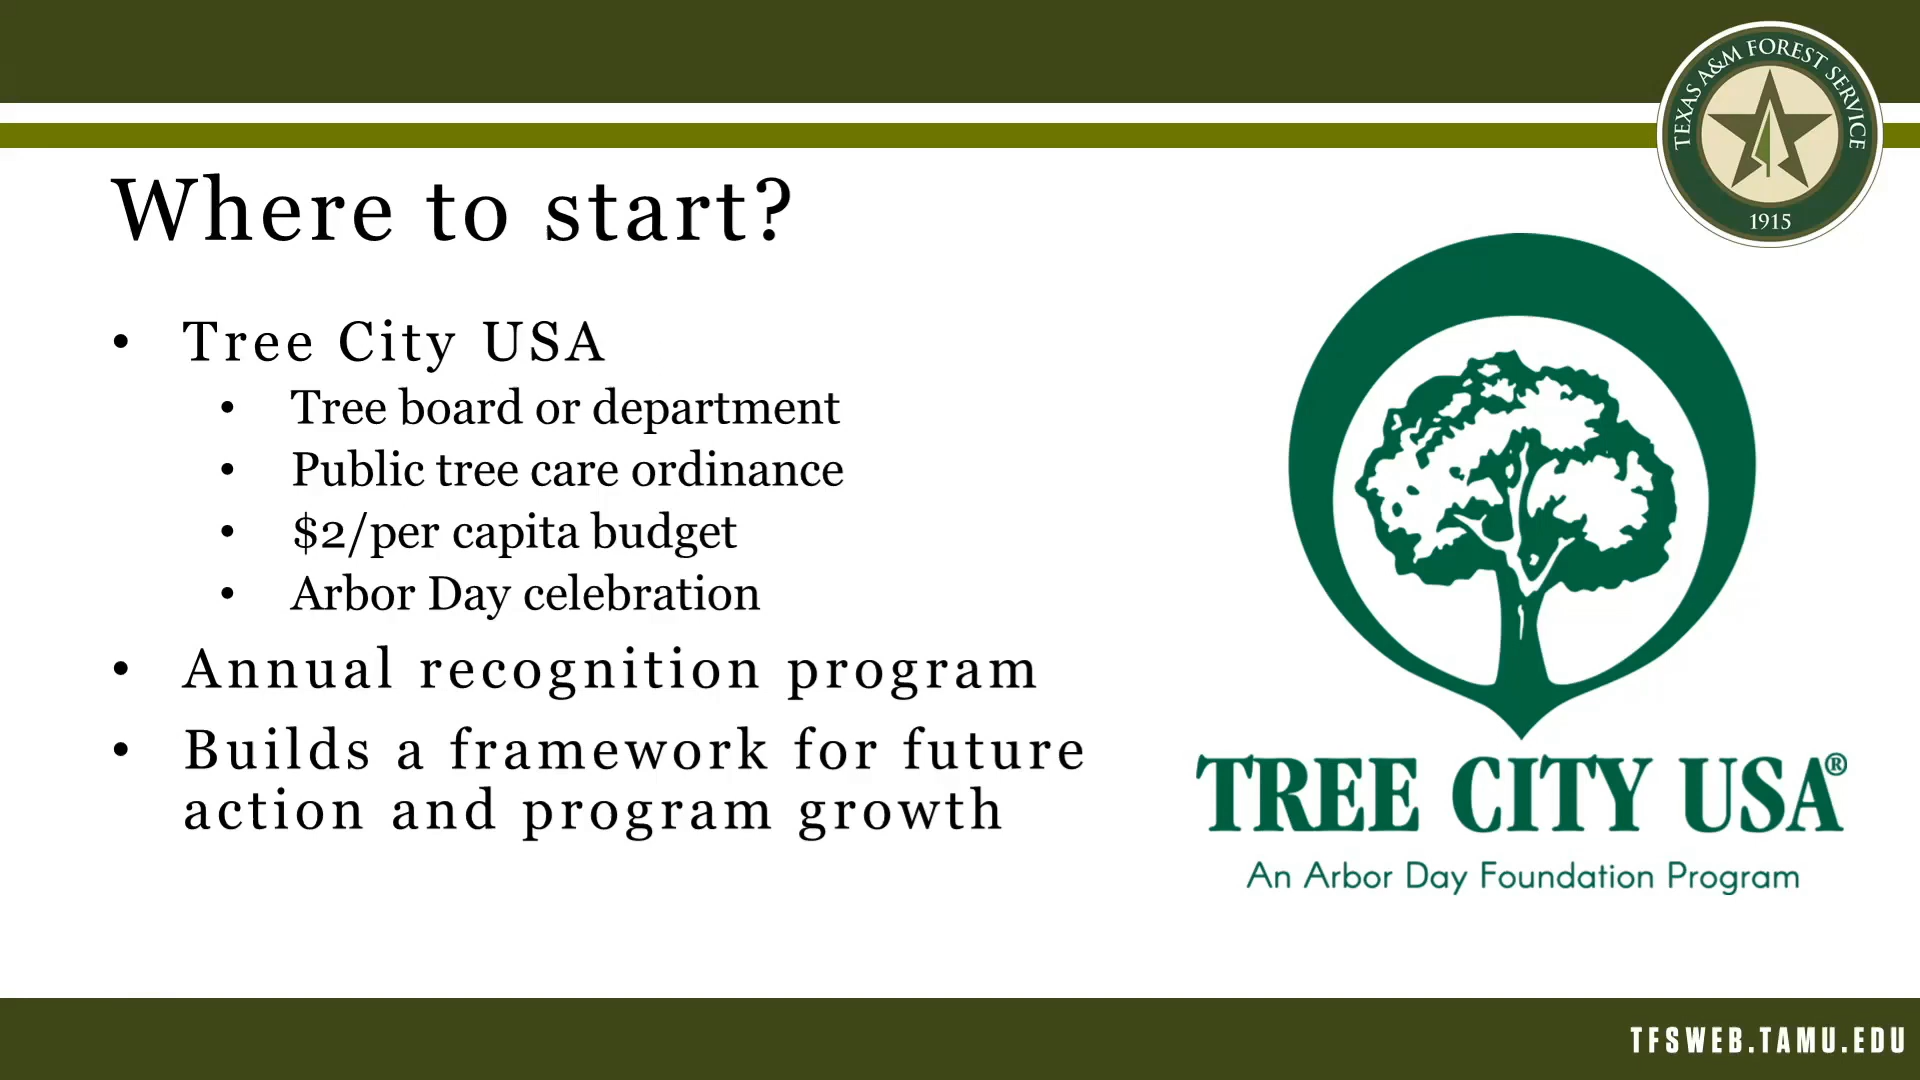 TEXAS A&M FOREST SERVICE
1915
Where to start?
• Tree City USA
• Tree board or department
• Public tree care ordinance
• $2/per capita budget
• Arbor Day celebration
• Annual recognition program
• Builds a framework for future
action and program growth
TREE CITY USA®
An Arbor Day Foundation Program
TFSWEB.TAMU.EDU